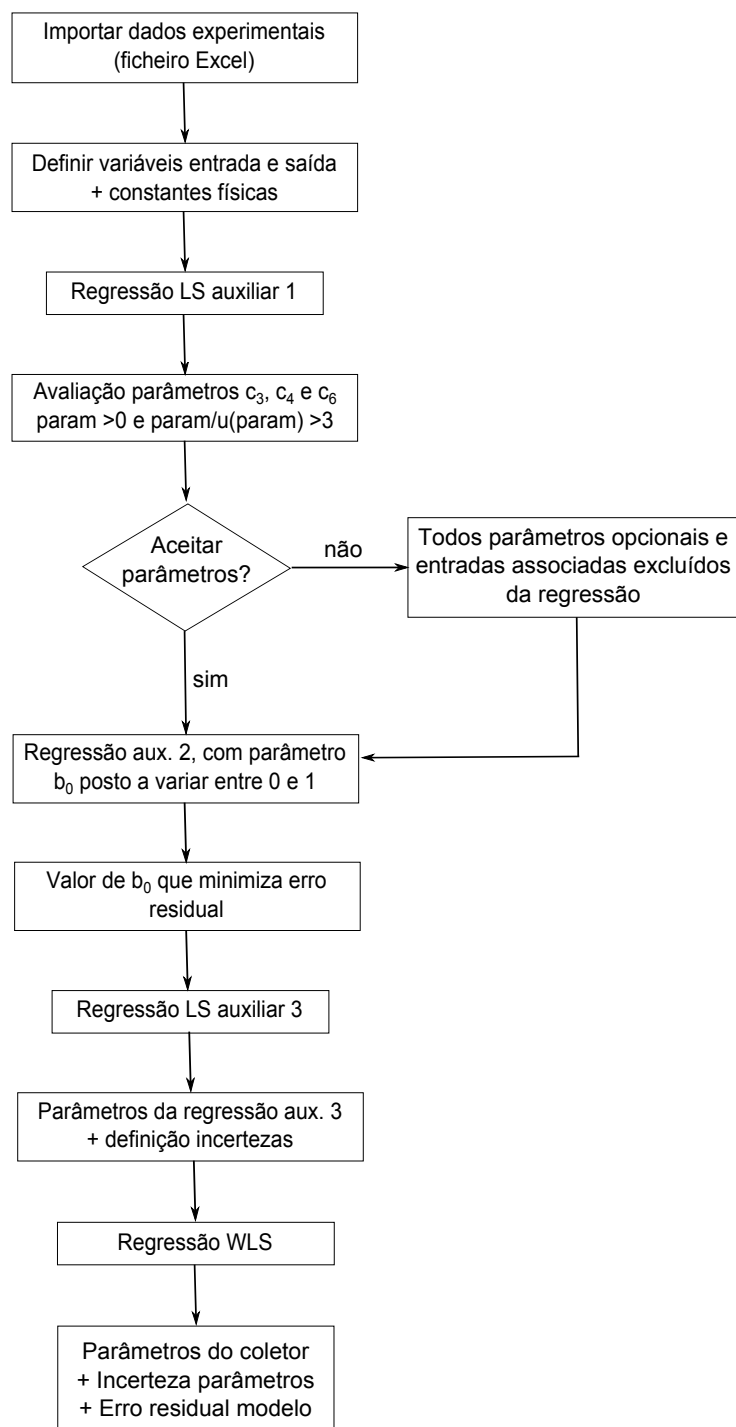 Importar dados experimentais
(ficheiro Excel)
Definir variáveis entrada e saída
+ constantes físicas
Regressão LS auxiliar 1
Avaliação parâmetros c₃, c₄ e c₆
param >0 e param/u(param) >3
Aceitar
parâmetros?
não
Todos parâmetros opcionais e
entradas associadas excluídos
da regressão
sim
Regressão aux. 2, com parâmetro
b₀ posto a variar entre 0 e 1
Valor de b₀ que minimiza erro
residual
Regressão LS auxiliar 3
Parâmetros da regressão aux. 3
+ definição incertezas
Regressão WLS
Parâmetros do coletor
+ Incerteza parâmetros
+ Erro residual modelo